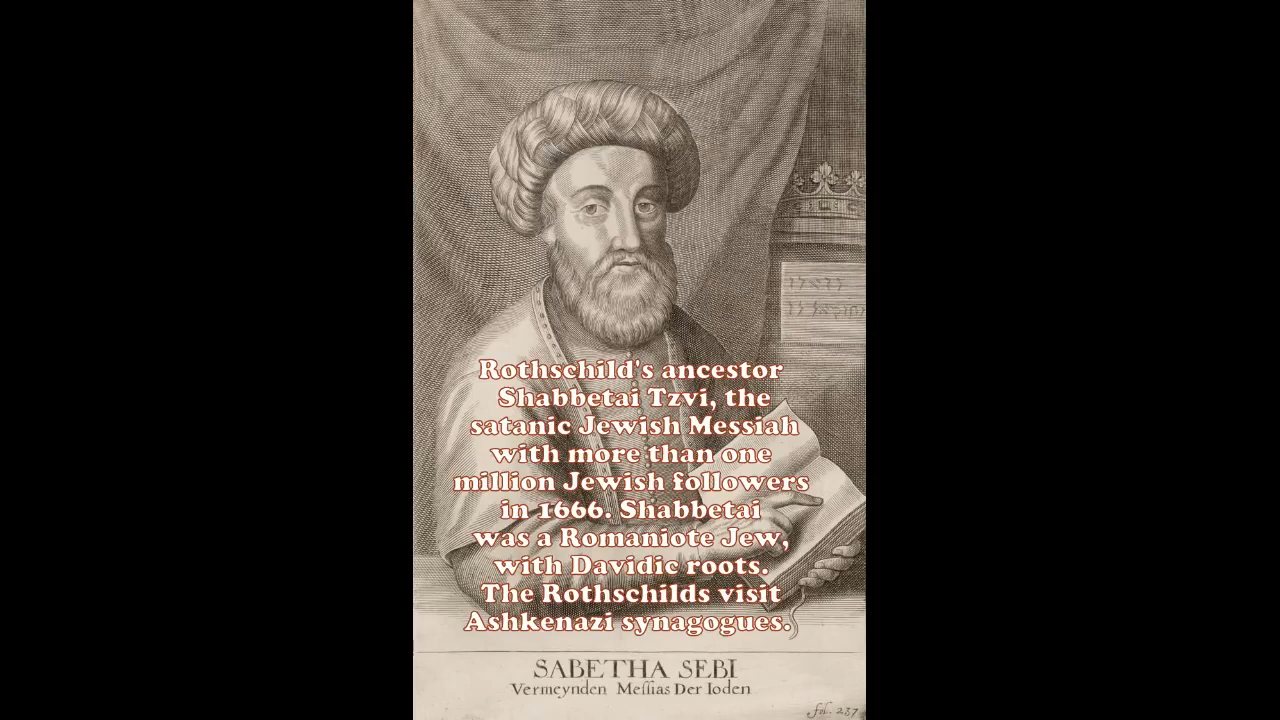 Rothschild's ancestor
Shabbetai Tzvi, the
satanic Jewish Messiah
with more than one
million Jewish followers
in 1666. Shabbetai
was a Romaniote Jew,
with Davidic roots.
The Rothschilds visit
Ashkenazi synagogues.
SABETHA SEBI
Vermeynden Meſſias Der Ioden
fol. 237